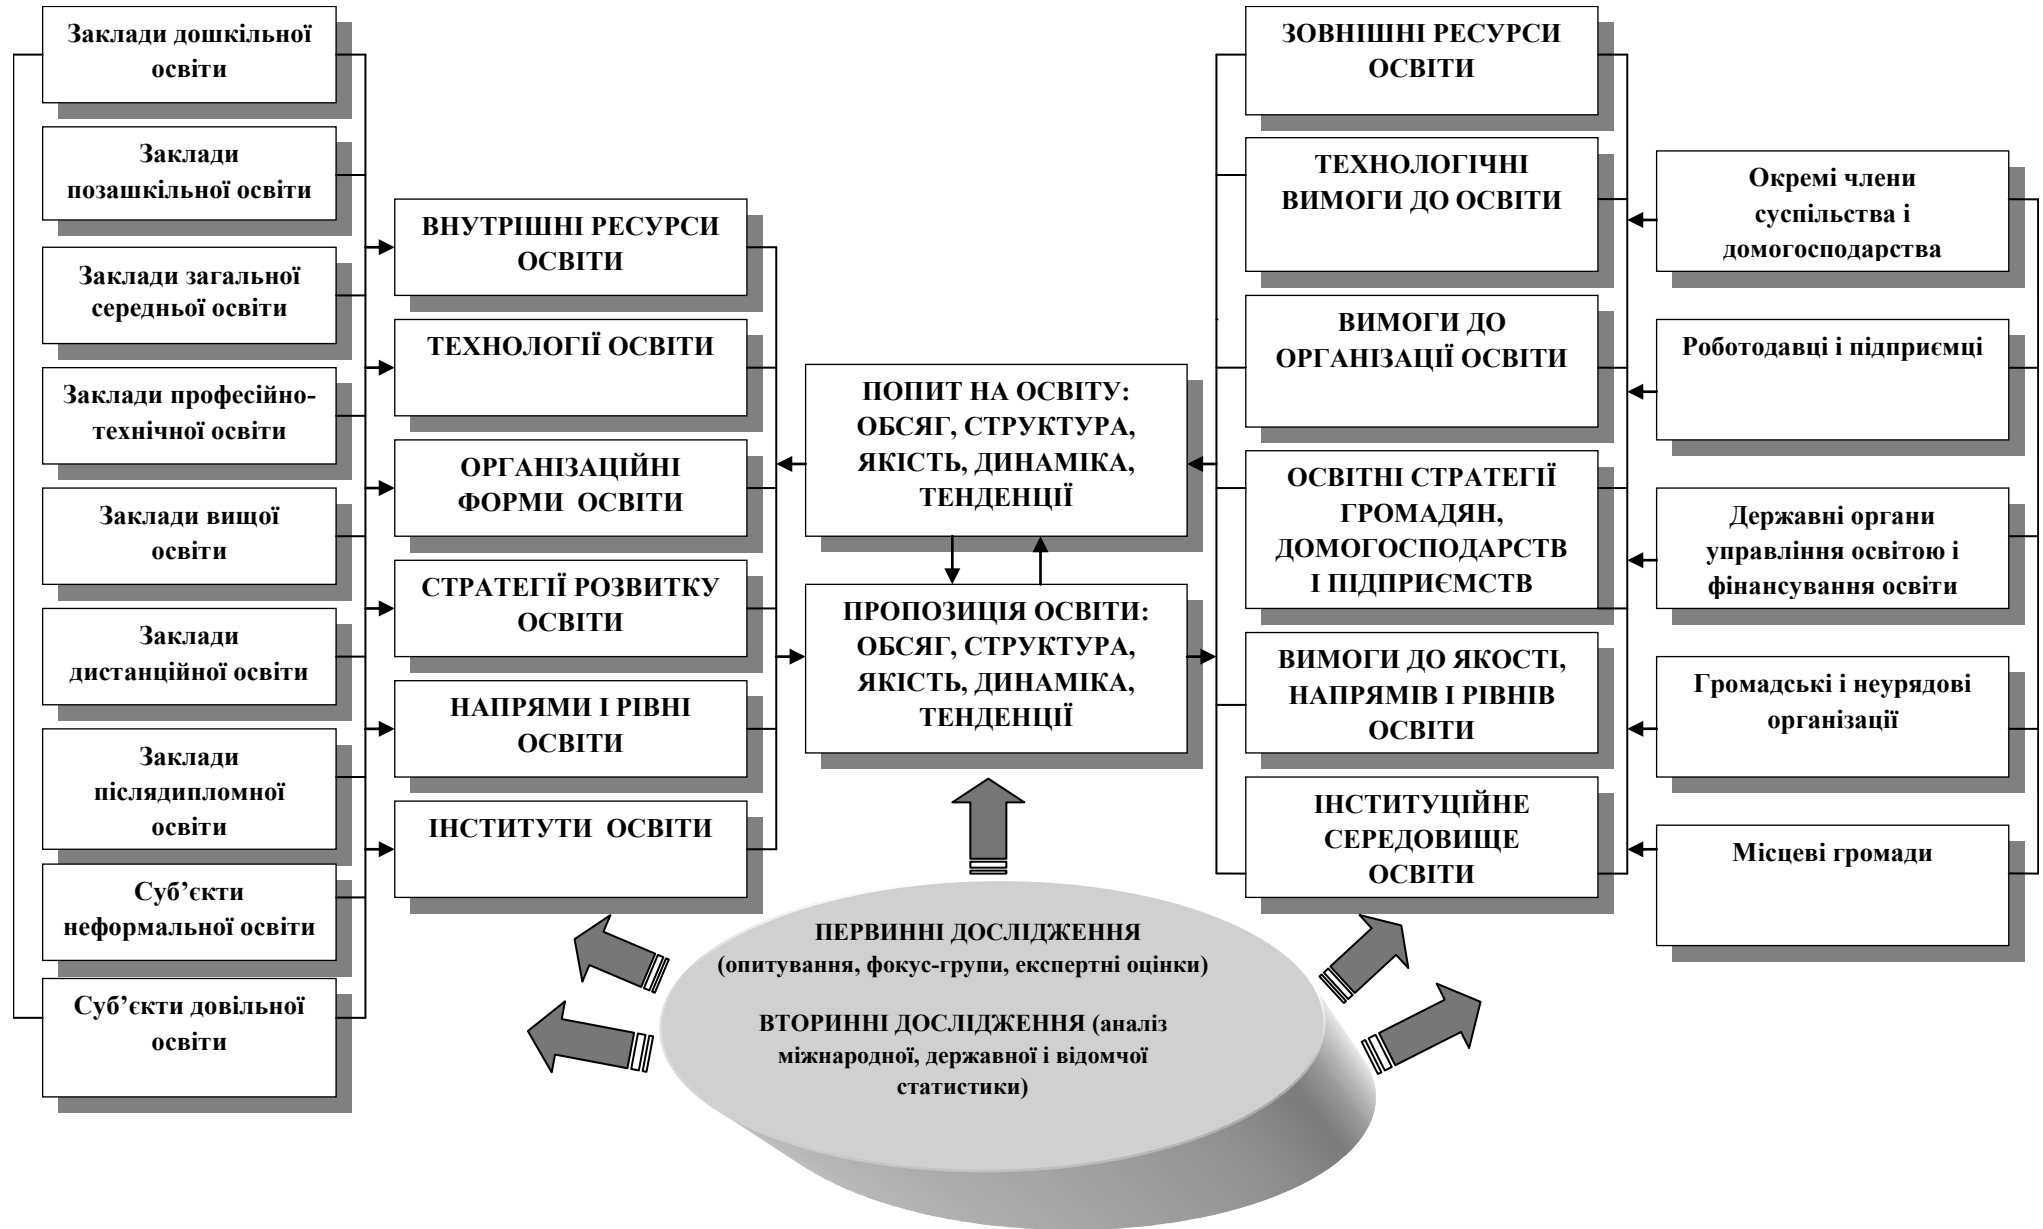 Заклади дошкільної
освіти
Заклади
позашкільної освіти
Заклади загальної
середньої освіти
Заклади професійно-
технічної освіти
Заклади вищої
освіти
Заклади
дистанційної освіти
Заклади
післядипломної
освіти
Суб’єкти
неформальної освіти
Суб’єкти довільної
освіти
ВНУТРІШНІ РЕСУРСИ
ОСВІТИ
ТЕХНОЛОГІЇ ОСВІТИ
ОРГАНІЗАЦІЙНІ
ФОРМИ ОСВІТИ
СТРАТЕГІЇ РОЗВИТКУ
ОСВІТИ
НАПРЯМИ І РІВНІ
ОСВІТИ
ІНСТИТУТИ ОСВІТИ
ПОПИТ НА ОСВІТУ:
ОБСЯГ, СТРУКТУРА,
ЯКІСТЬ, ДИНАМІКА,
ТЕНДЕНЦІЇ
ПРОПОЗИЦІЯ ОСВІТИ:
ОБСЯГ, СТРУКТУРА,
ЯКІСТЬ, ДИНАМІКА,
ТЕНДЕНЦІЇ
ЗОВНІШНІ РЕСУРСИ
ОСВІТИ
ТЕХНОЛОГІЧНІ
ВИМОГИ ДО ОСВІТИ
ВИМОГИ ДО
ОРГАНІЗАЦІЇ ОСВІТИ
ОСВІТНІ СТРАТЕГІЇ
ГРОМАДЯН,
ДОМОГОСПОДАРСТВ
І ПІДПРИЄМСТВ
ВИМОГИ ДО ЯКОСТІ,
НАПРЯМІВ І РІВНІВ
ОСВІТИ
ІНСТИТУЦІЙНЕ
СЕРЕДОВИЩЕ
ОСВІТИ
Окремі члени
суспільства і
домогосподарства
Роботодавці і підприємці
Державні органи
управління освітою і
фінансування освіти
Громадські і неурядові
організації
Місцеві громади
ПЕРВИННІ ДОСЛІДЖЕННЯ
(опитування, фокус-групи, експертні оцінки)
ВТОРИННІ ДОСЛІДЖЕННЯ (аналіз
міжнародної, державної і відомчої
статистики)